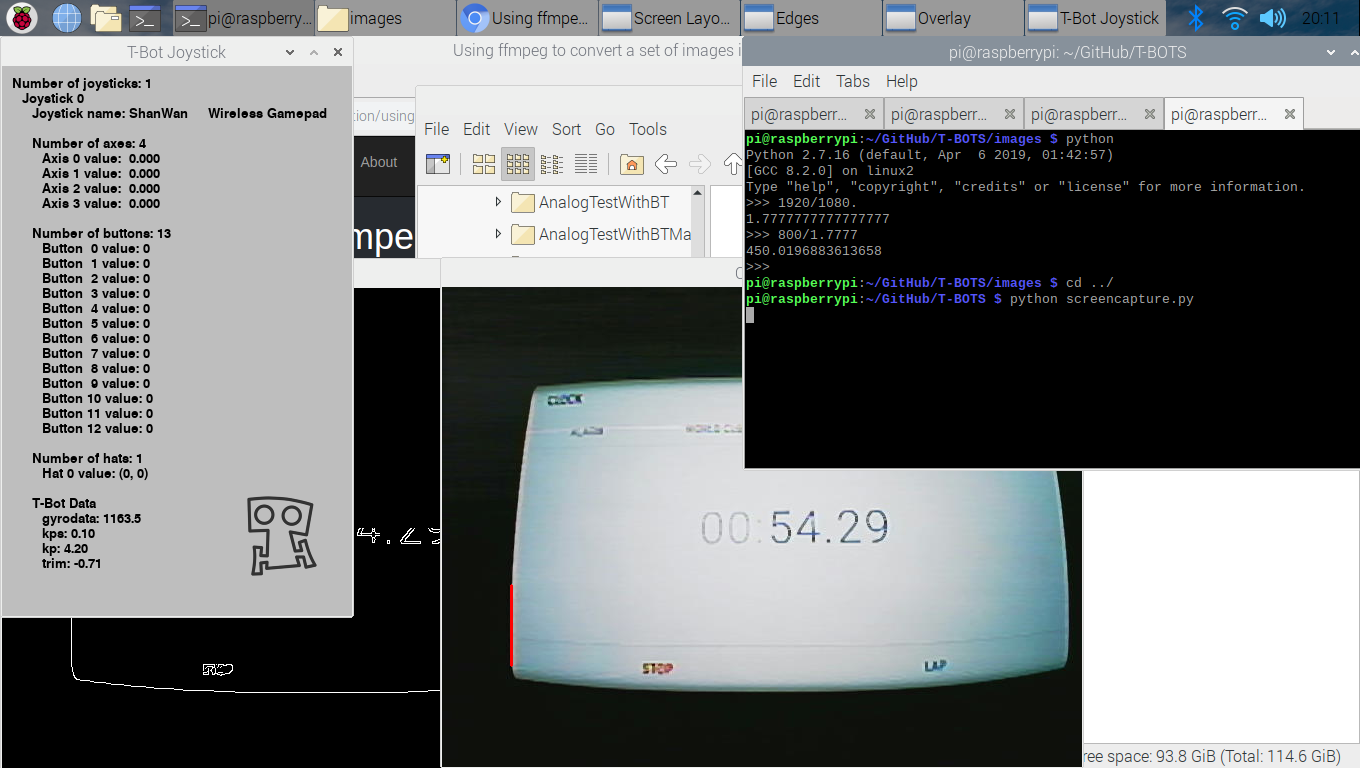 pi@raspberry...
images
Using ffmpe...
Screen Layo...
Edges
Overlay
T-Bot Joystick
20:11
T-Bot Joystick
Number of joysticks: 1
Joystick 0
Joystick name: ShanWan Wireless Gamepad
Number of axes: 4
Axis 0 value: 0.000
Axis 1 value: 0.000
Axis 2 value: 0.000
Axis 3 value: 0.000
Number of buttons: 13
Button 0 value: 0
Button 1 value: 0
Button 2 value: 0
Button 3 value: 0
Button 4 value: 0
Button 5 value: 0
Button 6 value: 0
Button 7 value: 0
Button 8 value: 0
Button 9 value: 0
Button 10 value: 0
Button 11 value: 0
Button 12 value: 0
Number of hats: 1
Hat 0 value: (0, 0)
T-Bot Data
gyrodata: 1163.5
kps: 0.10
kp: 4.20
trim: -0.71
Using ffmpeg to convert a set of images i
ion/using
About
mpe
File Edit View Sort Go Tools
AnalogTestWithBT
AnalogTestWithBTMa
pi@raspberrypi: ~/GitHub/T-BOTS
File Edit Tabs Help
pi@raspberr... pi@raspberr... pi@raspberr... pi@raspberr...
pi@raspberrypi:~/GitHub/T-BOTS/images $ python
Python 2.7.16 (default, Apr  6 2019, 01:42:57)
[GCC 8.2.0] on linux2
Type "help", "copyright", "credits" or "license" for more information.
>>> 1920/1080.
1.7777777777777777
>>> 800/1.7777
450.0196883613658
>>>
pi@raspberrypi:~/GitHub/T-BOTS/images $ cd ../
pi@raspberrypi:~/GitHub/T-BOTS $ python screencapture.py
CLOCK
ALARM
WORLD CLO
00:54.29
STOP
LAP
4.29
STOP
ree space: 93.8 GiB (Total: 114.6 GiB)